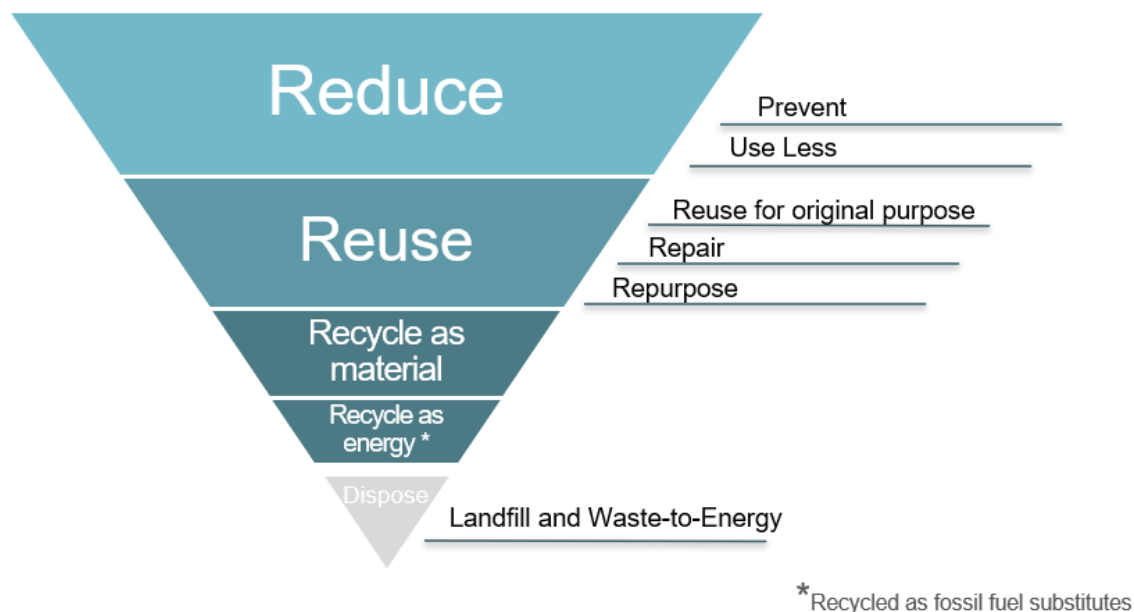 Reduce
Prevent
Use Less
Reuse
Reuse for original purpose
Repair
Repurpose
Recycle as
material
Recycle as
energy *
Dispose
Landfill and Waste-to-Energy
*Recycled as fossil fuel substitutes